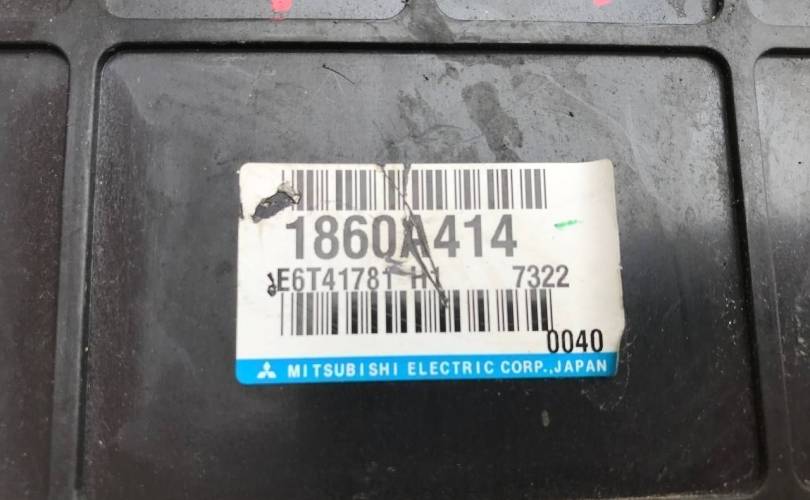 1860A414
E6T41781 H1 7322
0040
MITSUBISHI ELECTRIC CORP.,JAPAN